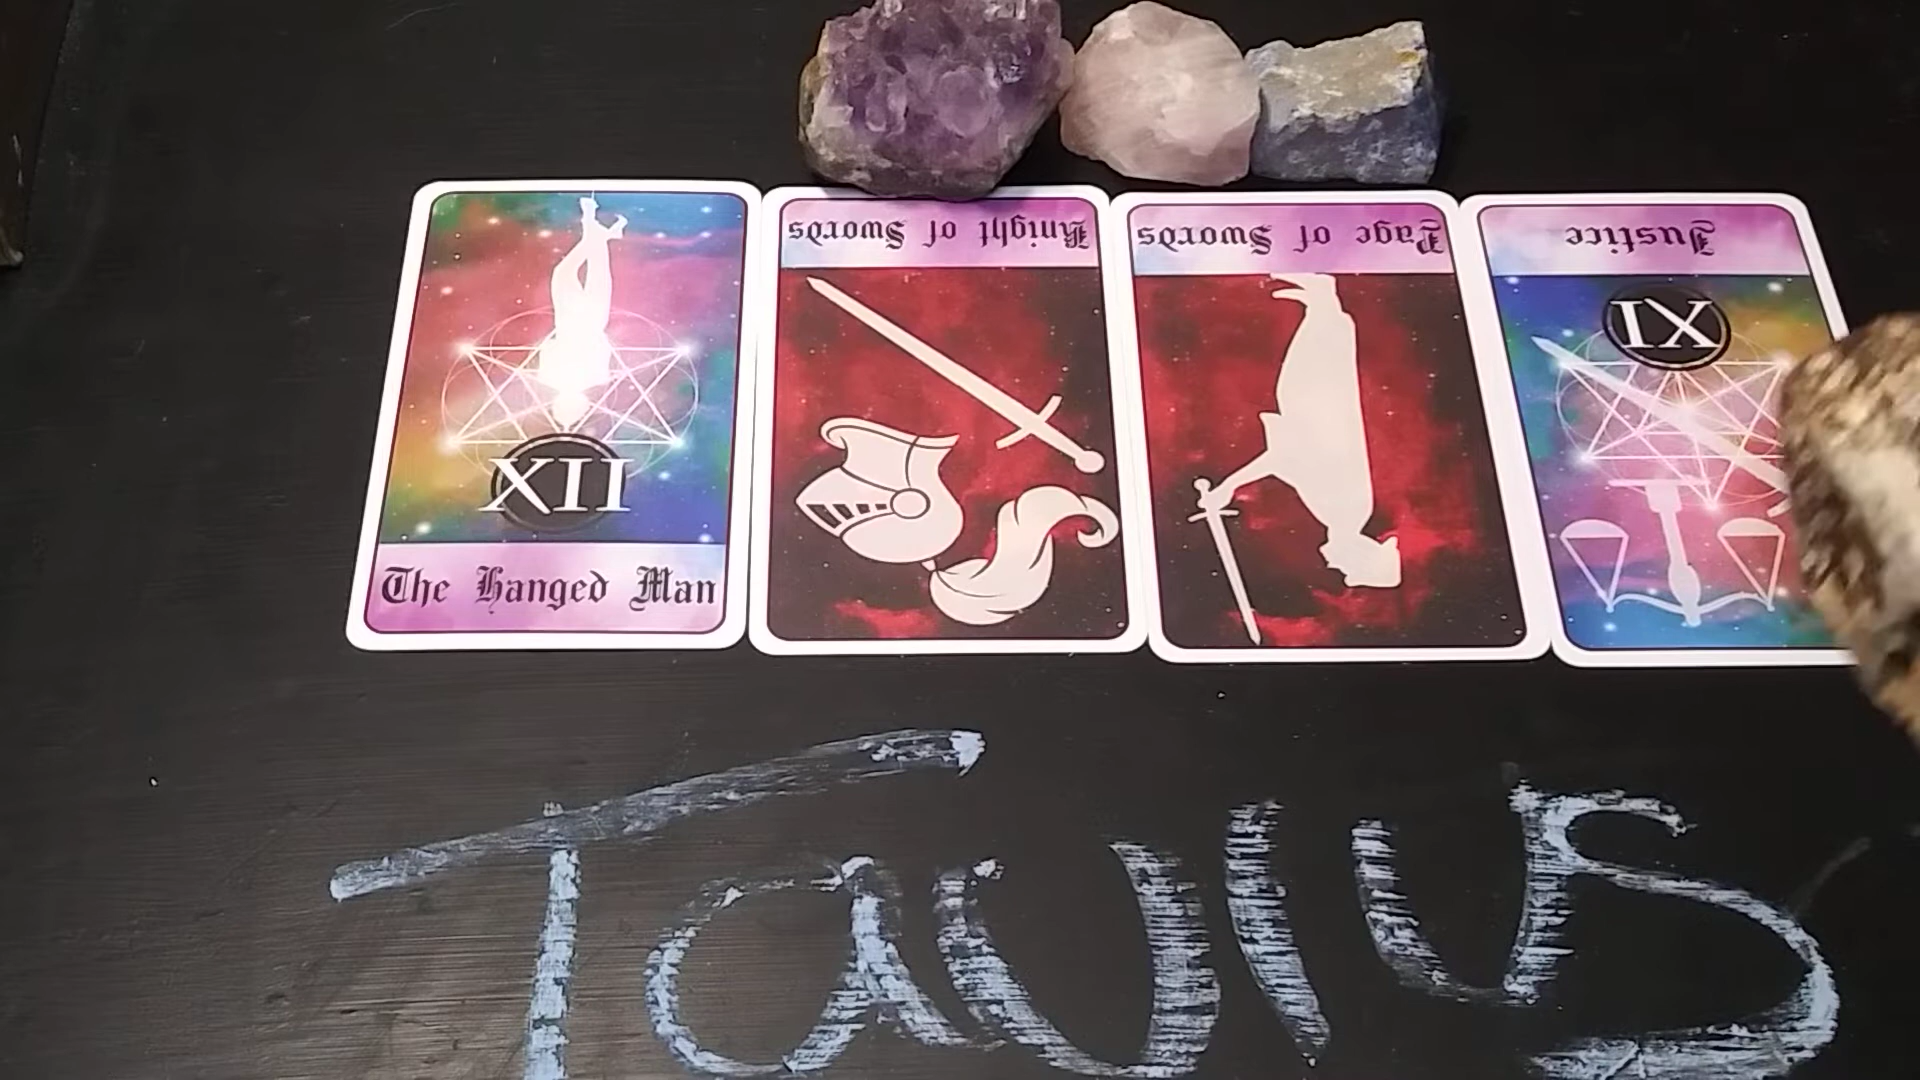 XII
The Hanged Man
Knight of Swords
Page of Swords
Justice
XI
Taurus